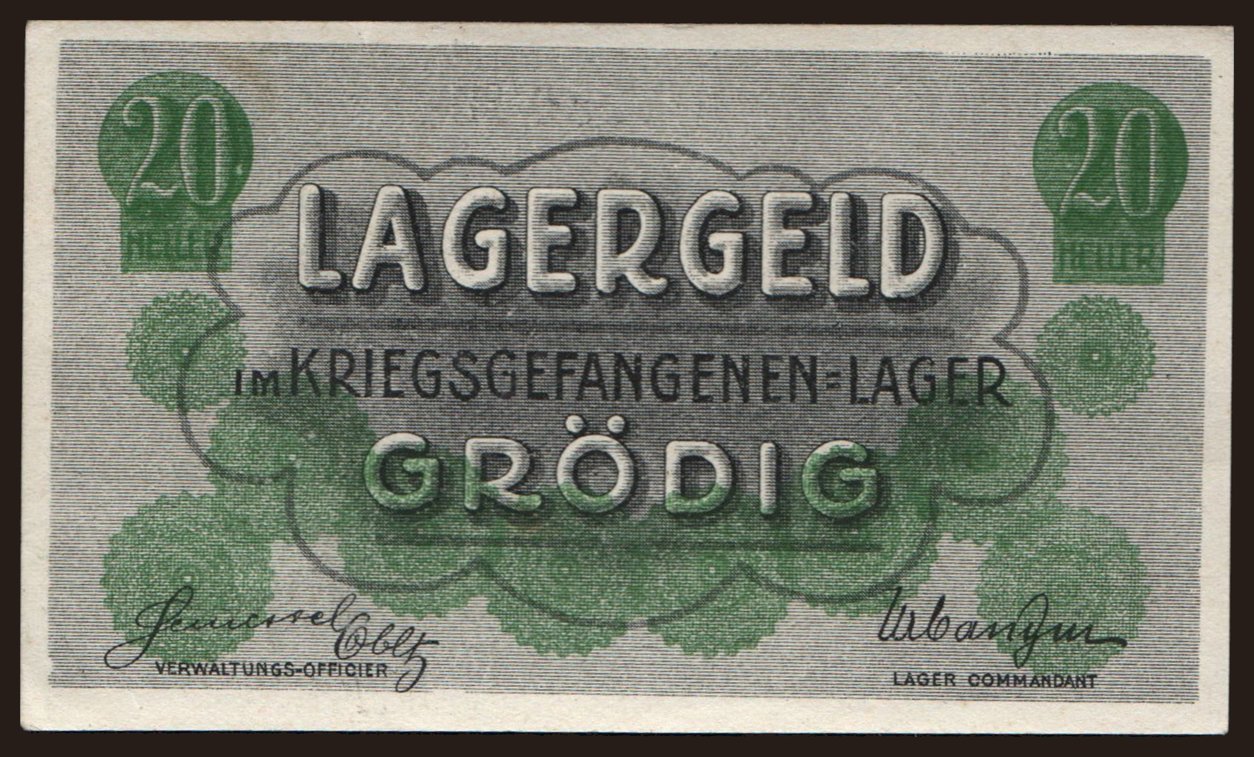 20
HELLER
20
HELLER
LAGERGELD
IM KRIEGSGEFANGENEN=LAGER
GRÖDIG
VERWALTUNGS-OFFICIER
LAGER COMMANDANT